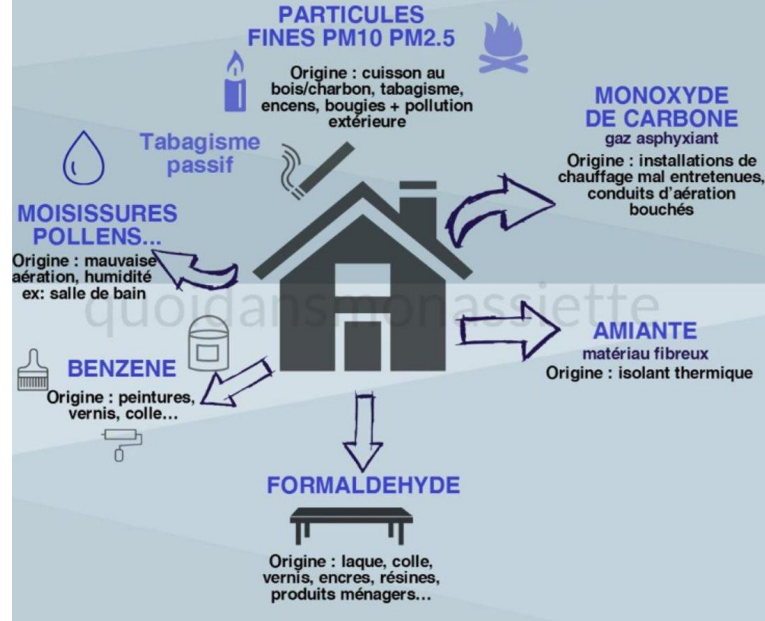 PARTICULES
FINES PM10 PM2.5
Origine : cuisson au
bois/charbon, tabagisme,
encens, bougies + pollution
extérieure
Tabagisme
passif
MONOXYDE
DE CARBONE
gaz asphyxiant
Origine : installations de
chauffage mal entretenues,
conduits d'aération
bouchés
MOISISSURES
POLLENS...
Origine : mauvaise
aération, humidité
ex: salle de bain
quoidansmonassiette
AMIANTE
matériau fibreux
Origine : isolant thermique
BENZENE
Origine : peintures,
vernis, colle...
FORMALDEHYDE
Origine : laque, colle,
vernis, encres, résines,
produits ménagers...